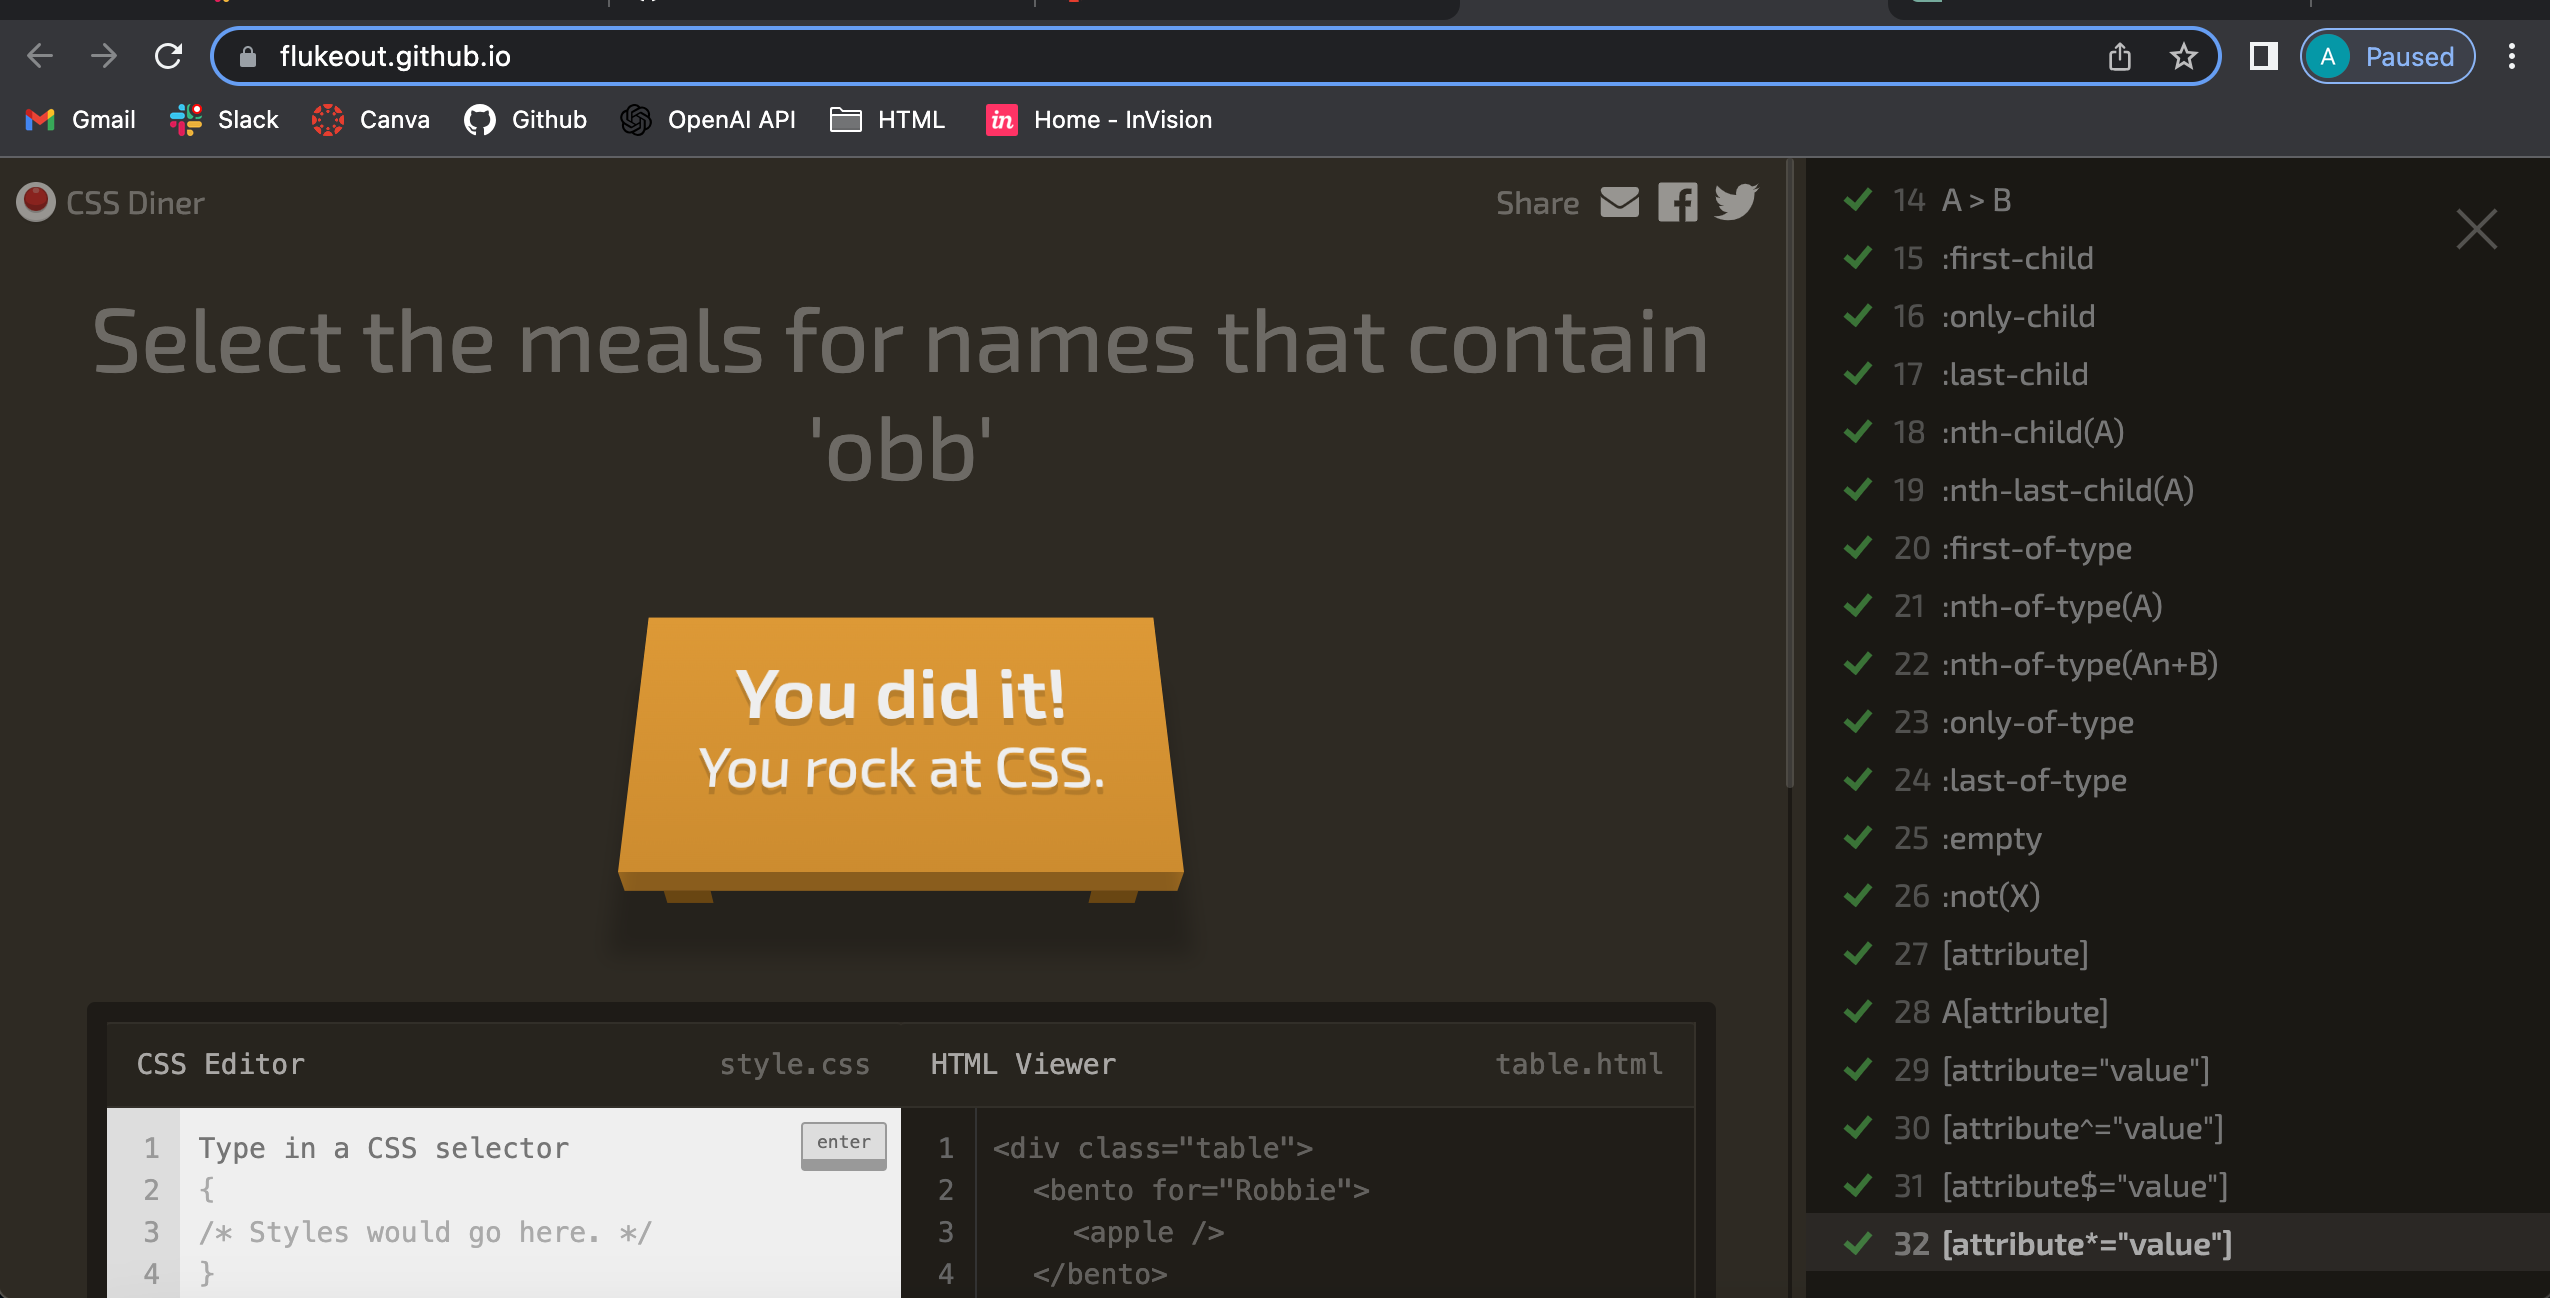 flukeout.github.io
A Paused
Gmail Slack Canva Github OpenAI API HTML in Home - InVision
CSS Diner
Share
Select the meals for names that contain
'obb'
You did it!
You rock at CSS.
CSS Editor style.css
1 Type in a CSS selector
enter
2 {
3 /* Styles would go here. */
4 }
HTML Viewer table.html
1 <div class="table">
2 <bento for="Robbie">
3 <apple />
4 </bento>
14 A > B
15 :first-child
16 :only-child
17 :last-child
18 :nth-child(A)
19 :nth-last-child(A)
20 :first-of-type
21 :nth-of-type(A)
22 :nth-of-type(An+B)
23 :only-of-type
24 :last-of-type
25 :empty
26 :not(X)
27 [attribute]
28 A[attribute]
29 [attribute="value"]
30 [attribute^="value"]
31 [attribute$="value"]
32 [attribute*="value"]